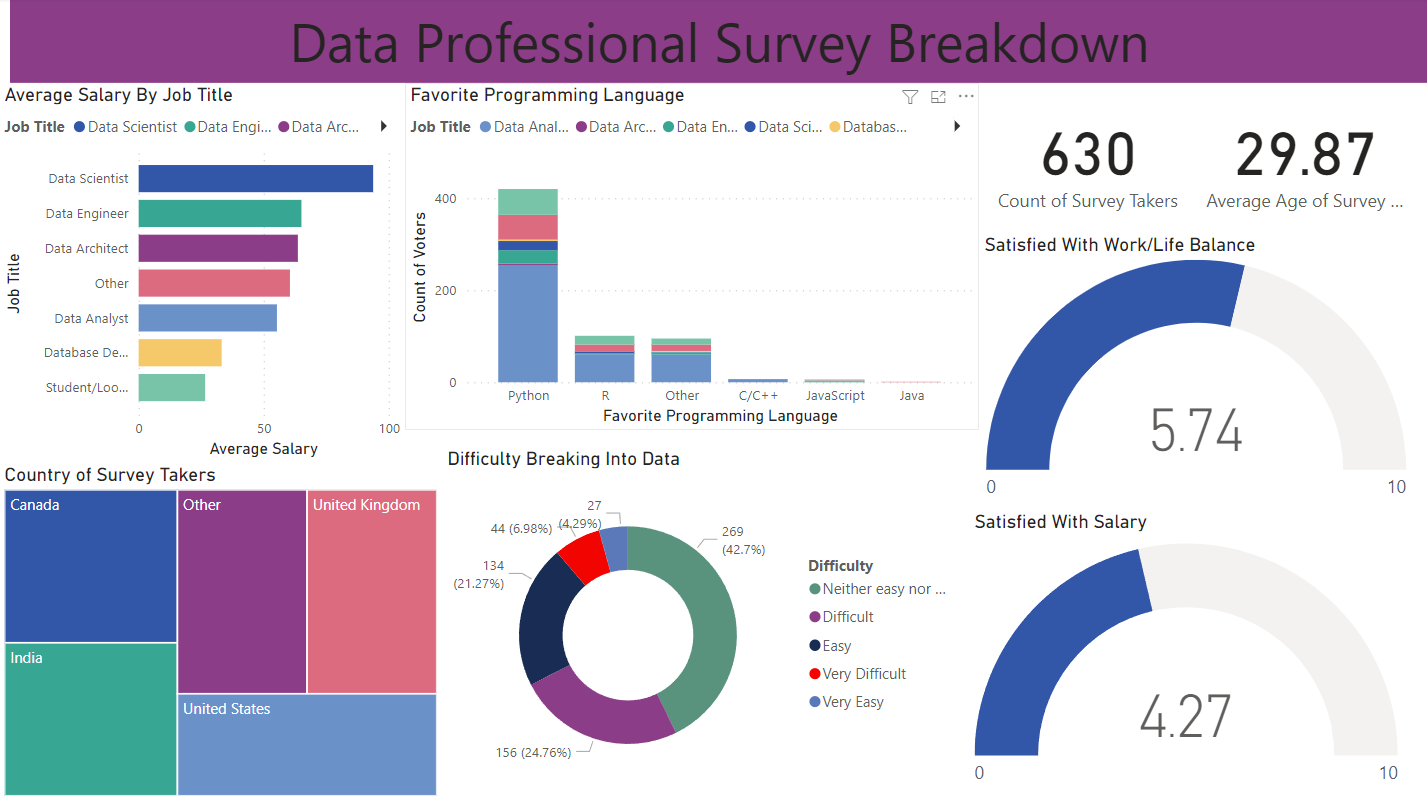 Data Professional Survey Breakdown
Average Salary By Job Title
Job Title Data Scientist Data Engi... Data Arc...
Job Title
Data Scientist
Data Engineer
Data Architect
Other
Data Analyst
Database De...
Student/Loo...
0 50 100
Average Salary
Favorite Programming Language
Job Title Data Anal... Data Arc... Data En... Data Sci... Databas...
Count of Voters
400
200
0
Python R Other C/C++ JavaScript Java
Favorite Programming Language
630
Count of Survey Takers
29.87
Average Age of Survey ...
Satisfied With Work/Life Balance
5.74
0 10
Country of Survey Takers
Canada
Other
United Kingdom
India
United States
Difficulty Breaking Into Data
27
(4.29%)
44 (6.98%)
269
(42.7%)
134
(21.27%)
156 (24.76%)
Difficulty
Neither easy nor ...
Difficult
Easy
Very Difficult
Very Easy
Satisfied With Salary
4.27
0 10